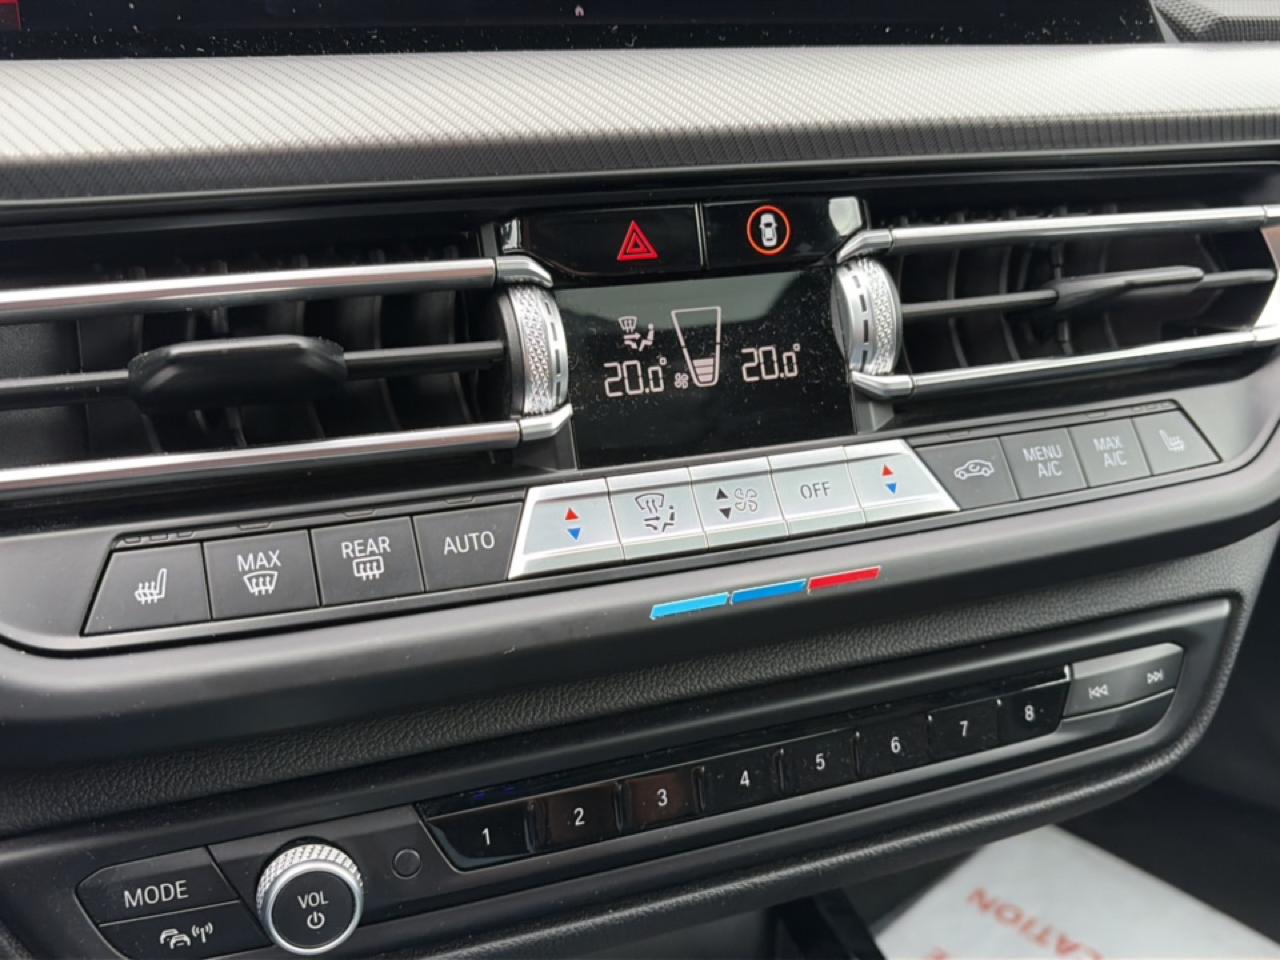 20.0°
20.0°
MAX
REAR
AUTO
OFF
MENU
A/C
MAX
A/C
1 2 3 4 5 6 7 8
MODE
VOL
CATION